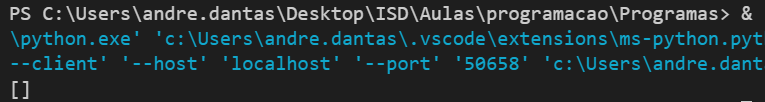 PS C:\Users\andre.dantas\Desktop\ISD\Aulas\programacao\Programas> &
\python.exe' 'c:\Users\andre.dantas\.vscode\extensions\ms-python.pyt
--client' '--host' 'localhost' '--port' '50658' 'c:\Users\andre.dant
[]